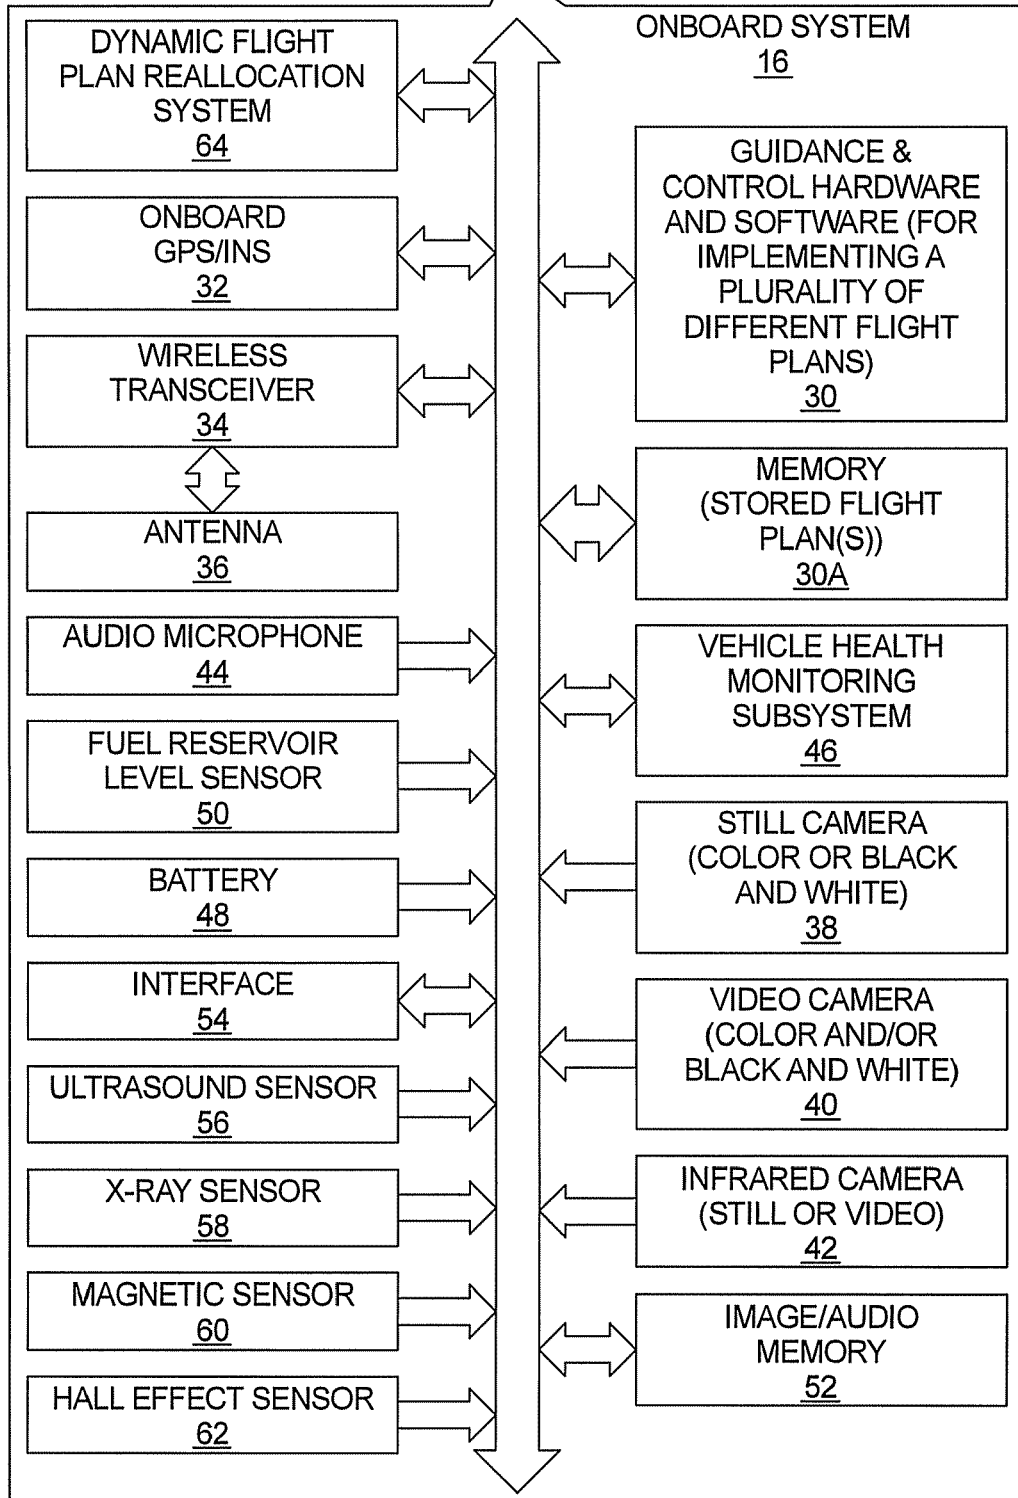 ONBOARD SYSTEM
16
DYNAMIC FLIGHT
PLAN REALLOCATION
SYSTEM
64
ONBOARD
GPS/INS
32
WIRELESS
TRANSCEIVER
34
ANTENNA
36
AUDIO MICROPHONE
44
FUEL RESERVOIR
LEVEL SENSOR
50
BATTERY
48
INTERFACE
54
ULTRASOUND SENSOR
56
X-RAY SENSOR
58
MAGNETIC SENSOR
60
HALL EFFECT SENSOR
62
GUIDANCE &
CONTROL HARDWARE
AND SOFTWARE (FOR
IMPLEMENTING A
PLURALITY OF
DIFFERENT FLIGHT
PLANS)
30
MEMORY
(STORED FLIGHT
PLAN(S))
30A
VEHICLE HEALTH
MONITORING
SUBSYSTEM
46
STILL CAMERA
(COLOR OR BLACK
AND WHITE)
38
VIDEO CAMERA
(COLOR AND/OR
BLACK AND WHITE)
40
INFRARED CAMERA
(STILL OR VIDEO)
42
IMAGE/AUDIO
MEMORY
52